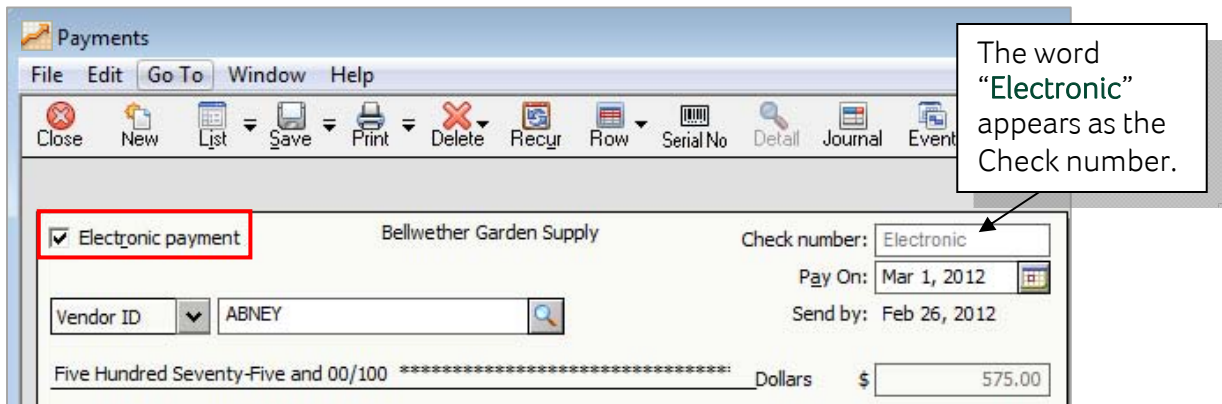 Payments
File Edit Go To Window Help
Close New List Save Print Delete Recur Row Serial No Detail Journal Event
The word
“Electronic”
appears as the
Check number.
Electronic payment
Bellwether Garden Supply
Check number: Electronic
Pay On: Mar 1, 2012
Vendor ID ABNEY
Send by: Feb 26, 2012
Five Hundred Seventy-Five and 00/100 ********************************** Dollars $ 575.00